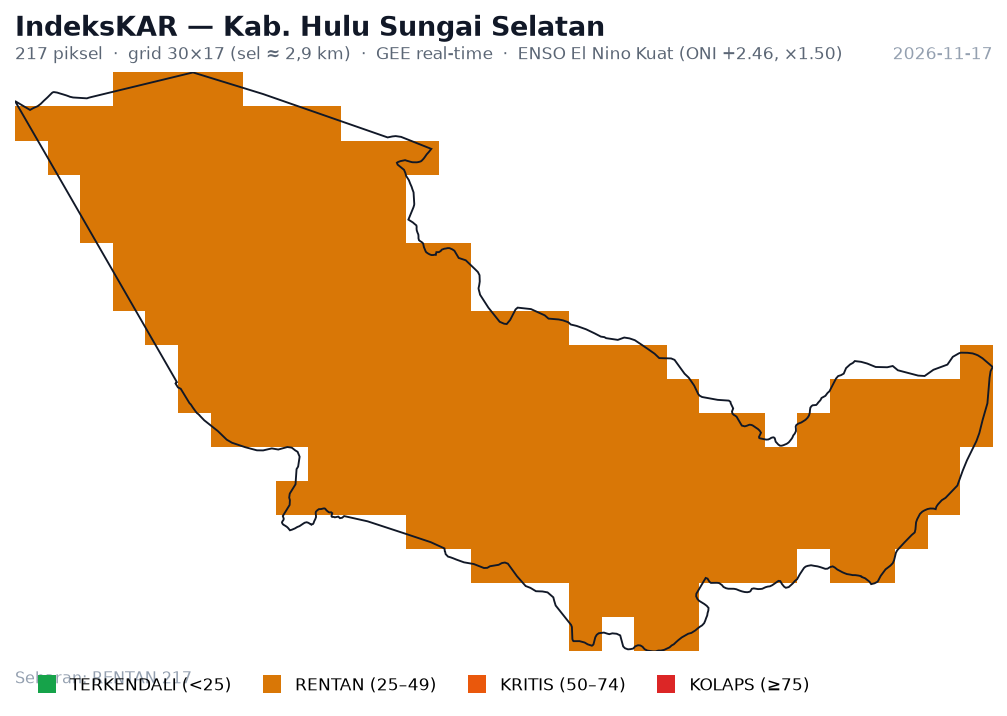 IndeksKAR — Kab. Hulu Sungai Selatan
217 piksel · grid 30×17 (sel ≈ 2,9 km) · GEE real-time · ENSO El Nino Kuat (ONI +2.46, ×1.50) 2026-11-17
Sebaran: RENTAN 217
TERKENDALI (<25) RENTAN (25–49) KRITIS (50–74) KOLAPS (≥75)